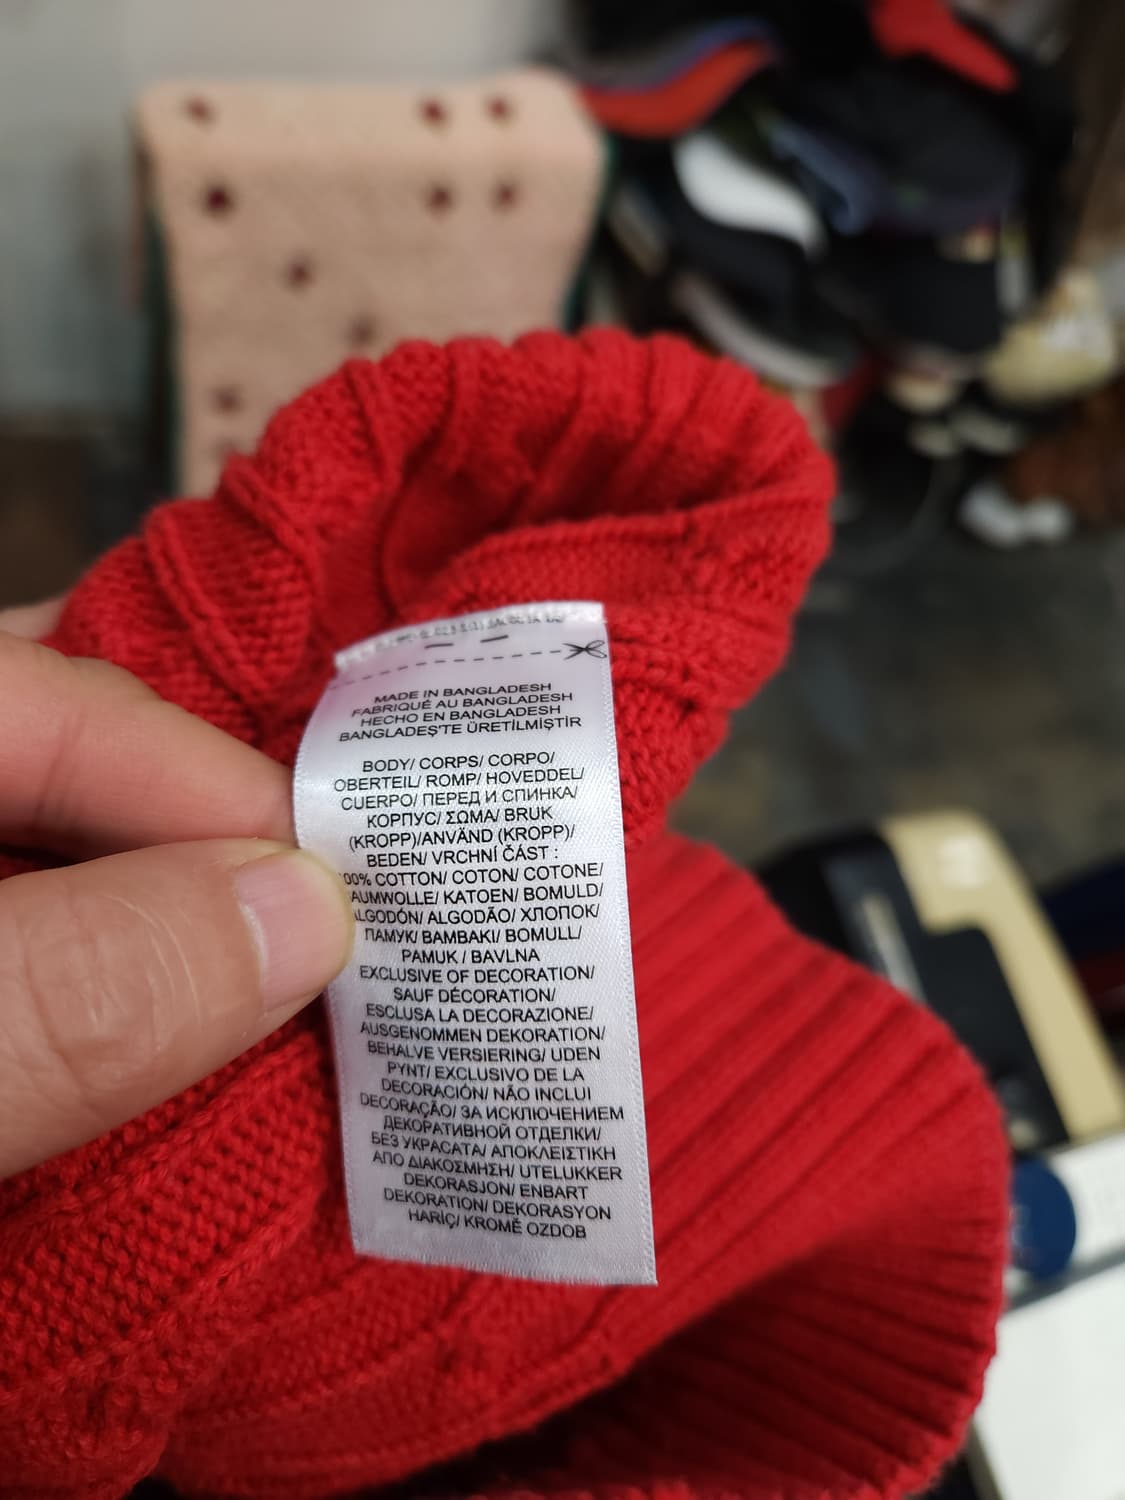 MADE IN BANGLADESH
FABRIQUÉ AU BANGLADESH
HECHO EN BANGLADESH
BANGLADEŞ'TE ÜRETİLMİŞTİR
BODY/ CORPS/ CORPO/
OBERTEIL/ ROMP/ HOVEDDEL/
CUERPO/ ПЕРЕД И СПИНКА/
КОРПУС/ ΣΩΜΑ/ BRUK
(KROPP)/ANVÄND (KROPP)/
BEDEN/ VRCHNÍ ČÁST :
00% COTTON/ COTON/ COTONE/
AUMWOLLE/ KATOEN/ BOMULD/
LGODÓN/ ALGODÃO/ ХЛОПОК/
ПАМУК/ ΒΑΜΒΑΚΙ/ BOMULL/
PAMUK / BAVLNA
EXCLUSIVE OF DECORATION/
SAUF DÉCORATION/
ESCLUSA LA DECORAZIONE/
AUSGENOMMEN DEKORATION/
BEHALVE VERSIERING/ UDEN
PYNT/ EXCLUSIVO DE LA
DECORACIÓN/ NÃO INCLUI
DECORAÇÃO/ ЗА ИСКЛЮЧЕНИЕМ
ДЕКОРАТИВНОЙ ОТДЕЛКИ/
БЕЗ УКРАСАТА/ ΑΠΟΚΛΕΙΣΤΙΚΗ
ΑΠΟ ΔΙΑΚΟΣΜΗΣΗ/ UTELUKKER
DEKORASJON/ ENBART
DEKORATION/ DEKORASYON
HARİÇ/ KROMĚ OZDOB